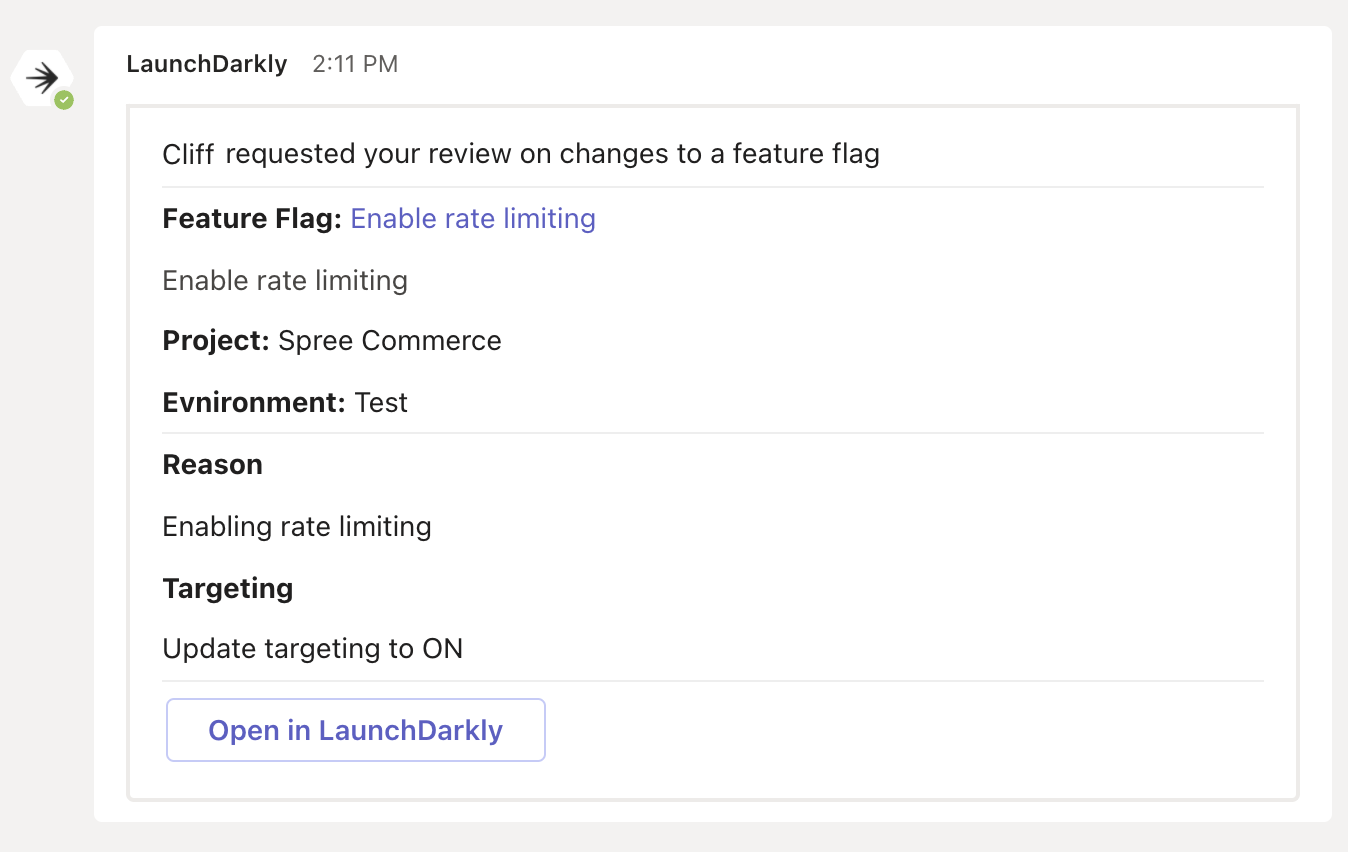 LaunchDarkly 2:11 PM
Cliff requested your review on changes to a feature flag
Feature Flag: Enable rate limiting
Enable rate limiting
Project: Spree Commerce
Evnironment: Test
Reason
Enabling rate limiting
Targeting
Update targeting to ON
Open in LaunchDarkly